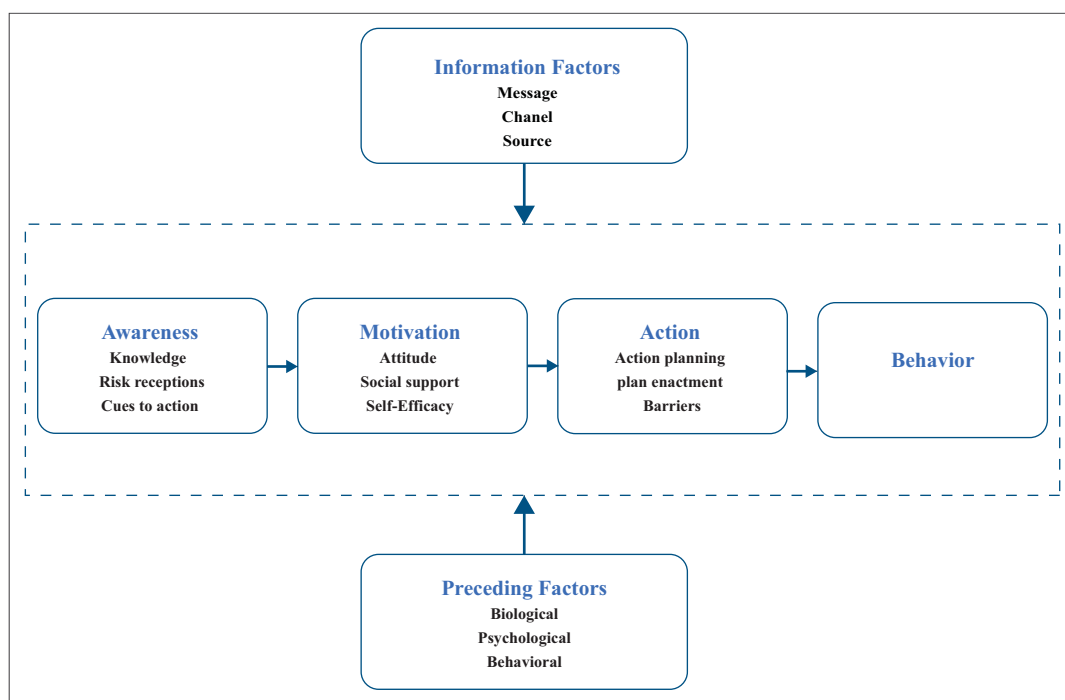 Information Factors
Message
Chanel
Source
Awareness
Knowledge
Risk receptions
Cues to action
Motivation
Attitude
Social support
Self-Efficacy
Action
Action planning
plan enactment
Barriers
Behavior
Preceding Factors
Biological
Psychological
Behavioral